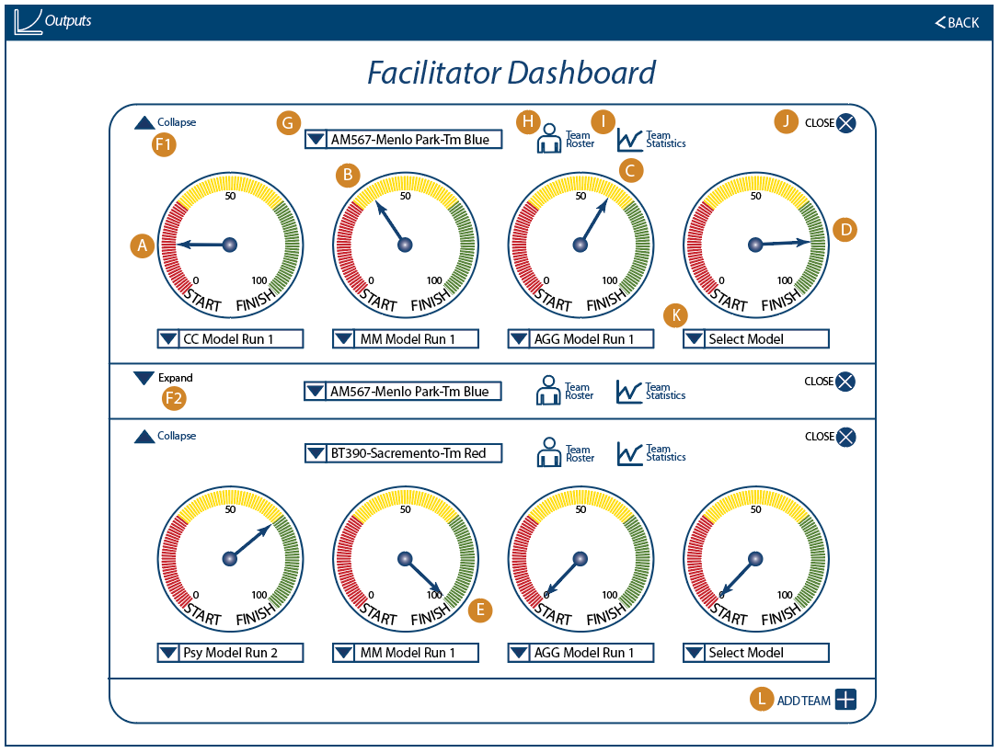 Outputs
BACK
Facilitator Dashboard
Collapse
F1
G
AM567-Menlo Park-Tm Blue
H
Team
Roster
I
Team
Statistics
J
CLOSE
A
50
0
100
START FINISH
CC Model Run 1
B
50
0
100
START FINISH
MM Model Run 1
C
50
0
100
START FINISH
AGG Model Run 1
D
50
0
100
START FINISH
K
Select Model
Expand
F2
AM567-Menlo Park-Tm Blue
Team
Roster
Team
Statistics
CLOSE
Collapse
BT390-Sacremento-Tm Red
Team
Roster
Team
Statistics
CLOSE
50
0
100
START FINISH
Psy Model Run 2
50
0
100
START FINISH
E
MM Model Run 1
50
0
100
START FINISH
AGG Model Run 1
50
0
100
START FINISH
Select Model
L
ADD TEAM